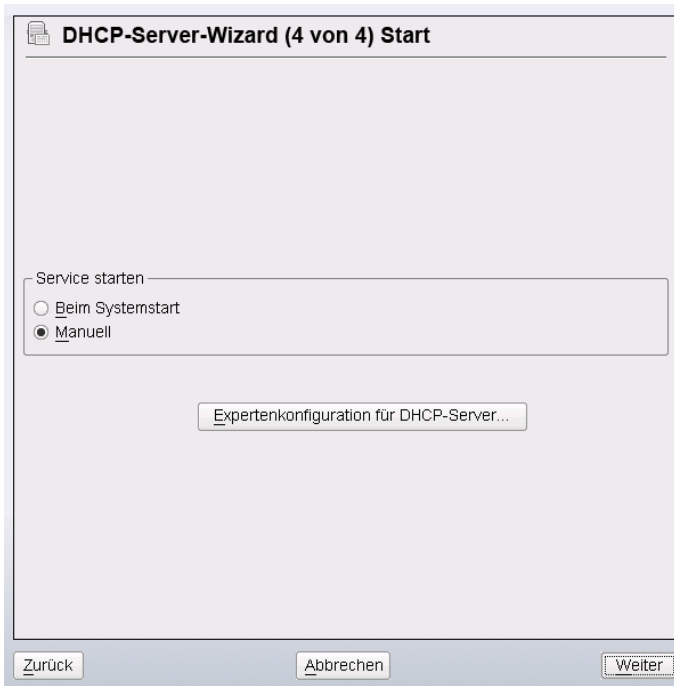 DHCP-Server-Wizard (4 von 4) Start
Service starten
Beim Systemstart
Manuell
Expertenkonfiguration für DHCP-Server...
Zurück
Abbrechen
Weiter